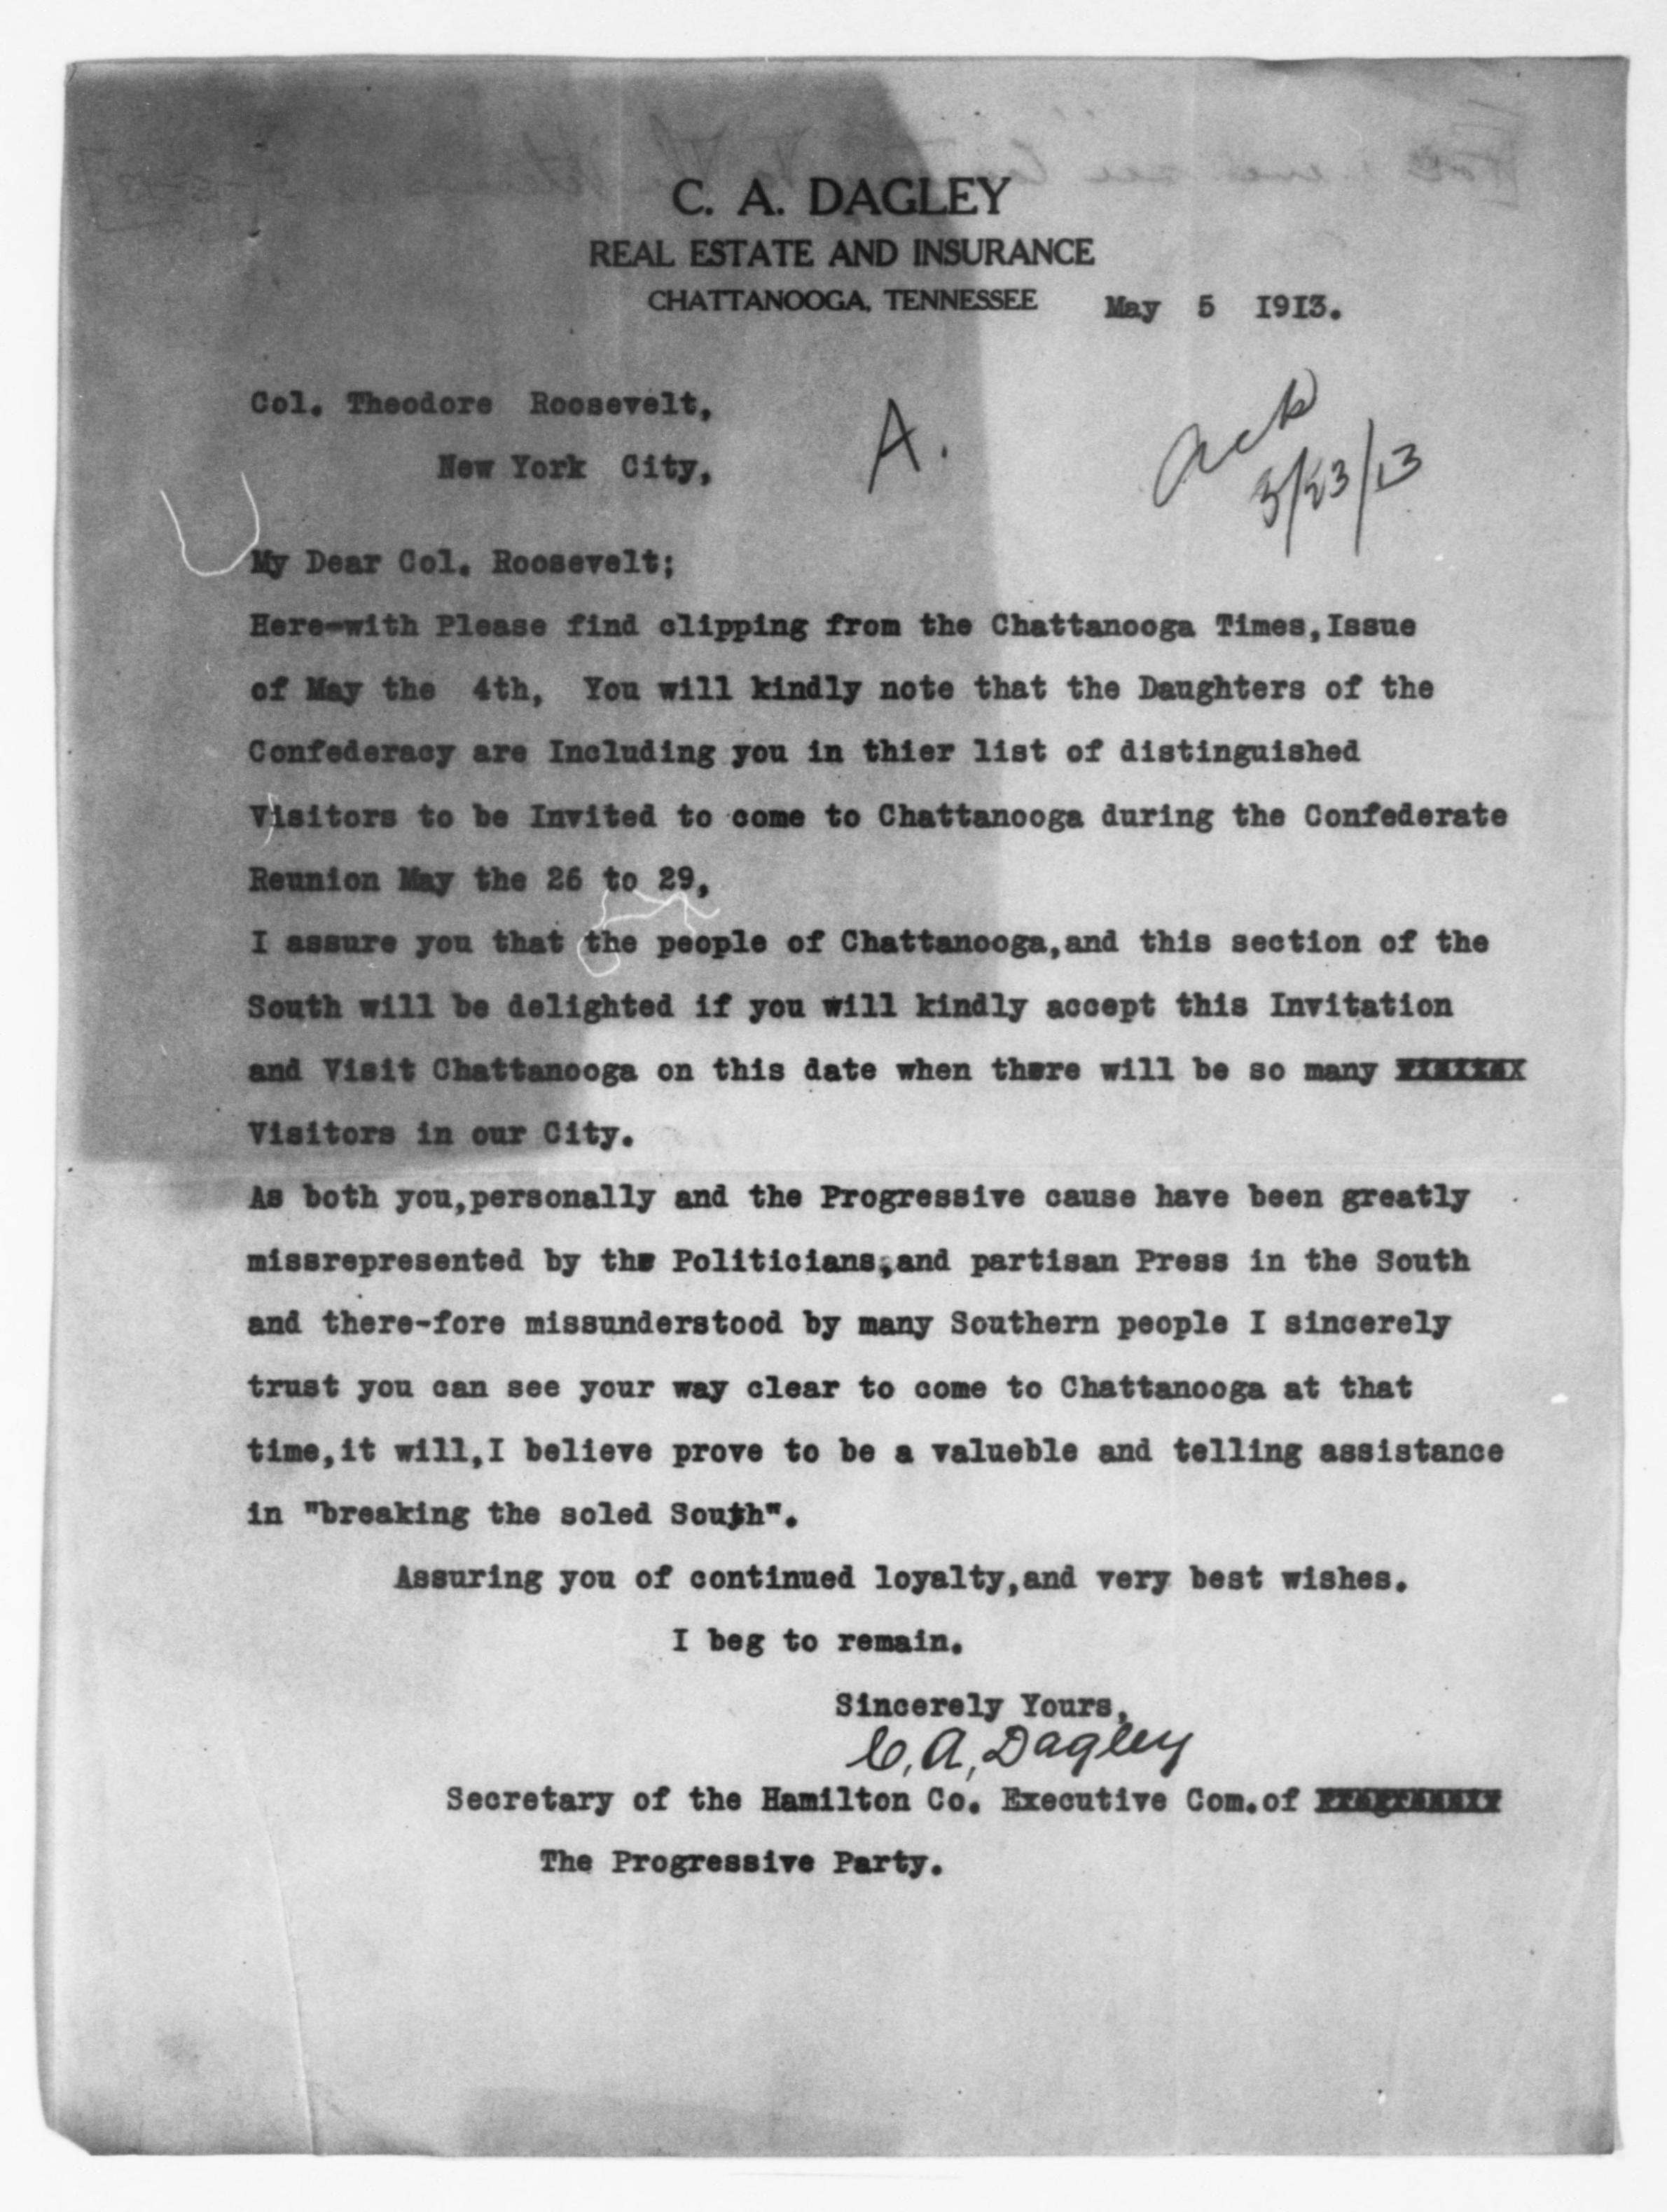 C. A. DAGLEY
REAL ESTATE AND INSURANCE
CHATTANOOGA, TENNESSEE May 5 1913.
Col. Theodore Roosevelt,
A.
Ack
New York City,
5/23/13
My Dear Col. Roosevelt;
Here-with Please find clipping from the Chattanooga Times,Issue
of May the 4th, You will kindly note that the Daughters of the
Confederacy are Including you in thier list of distinguished
Visitors to be Invited to come to Chattanooga during the Confederate
Reunion May the 26 to 29,
I assure you that the people of Chattanooga,and this section of the
South will be delighted if you will kindly accept this Invitation
and Visit Chattanooga on this date when there will be so many
Visitors in our City.
As both you,personally and the Progressive cause have been greatly
missrepresented by the Politicians,and partisan Press in the South
and there-fore missunderstood by many Southern people I sincerely
trust you can see your way clear to come to Chattanooga at that
time,it will,I believe prove to be a valueble and telling assistance
in "breaking the soled South".
Assuring you of continued loyalty,and very best wishes.
I beg to remain.
Sincerely Yours,
C. A. Dagley
Secretary of the Hamilton Co. Executive Com.of
The Progressive Party.